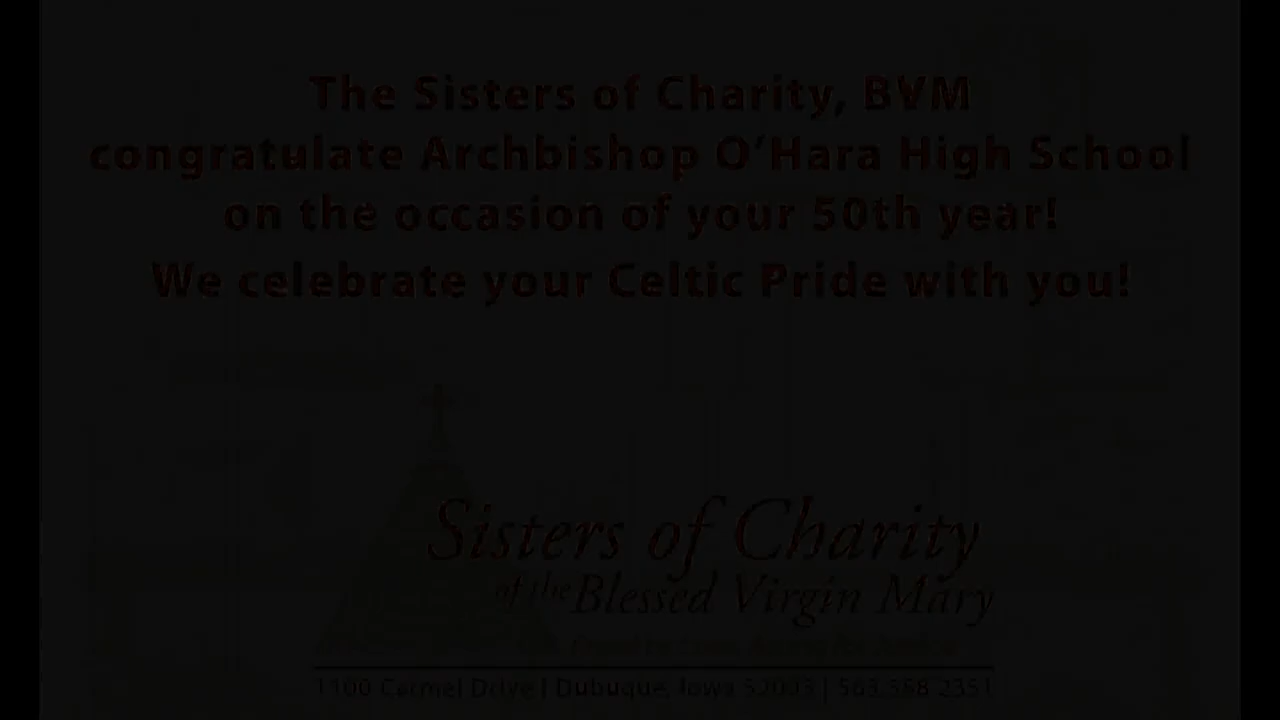 The Sisters of Charity, BVM
congratulate Archbishop O'Hara High School
on the occasion of your 50th year!
We celebrate your Celtic Pride with you!
Sisters of Charity
of the Blessed Virgin Mary
1100 Carmel Drive | Dubuque, Iowa 52003 | 563.588.2351